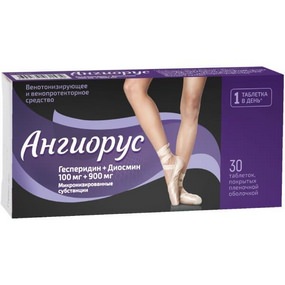 Венотонизирующее и
и венопротекторное
средство
1 ТАБЛЕТКА
В ДЕНЬ
Ангиорус
Гесперидин + Диосмин
100 мг + 900 мг
Микронизированные
субстанции
30
таблеток,
покрытых
пленочной
оболочкой